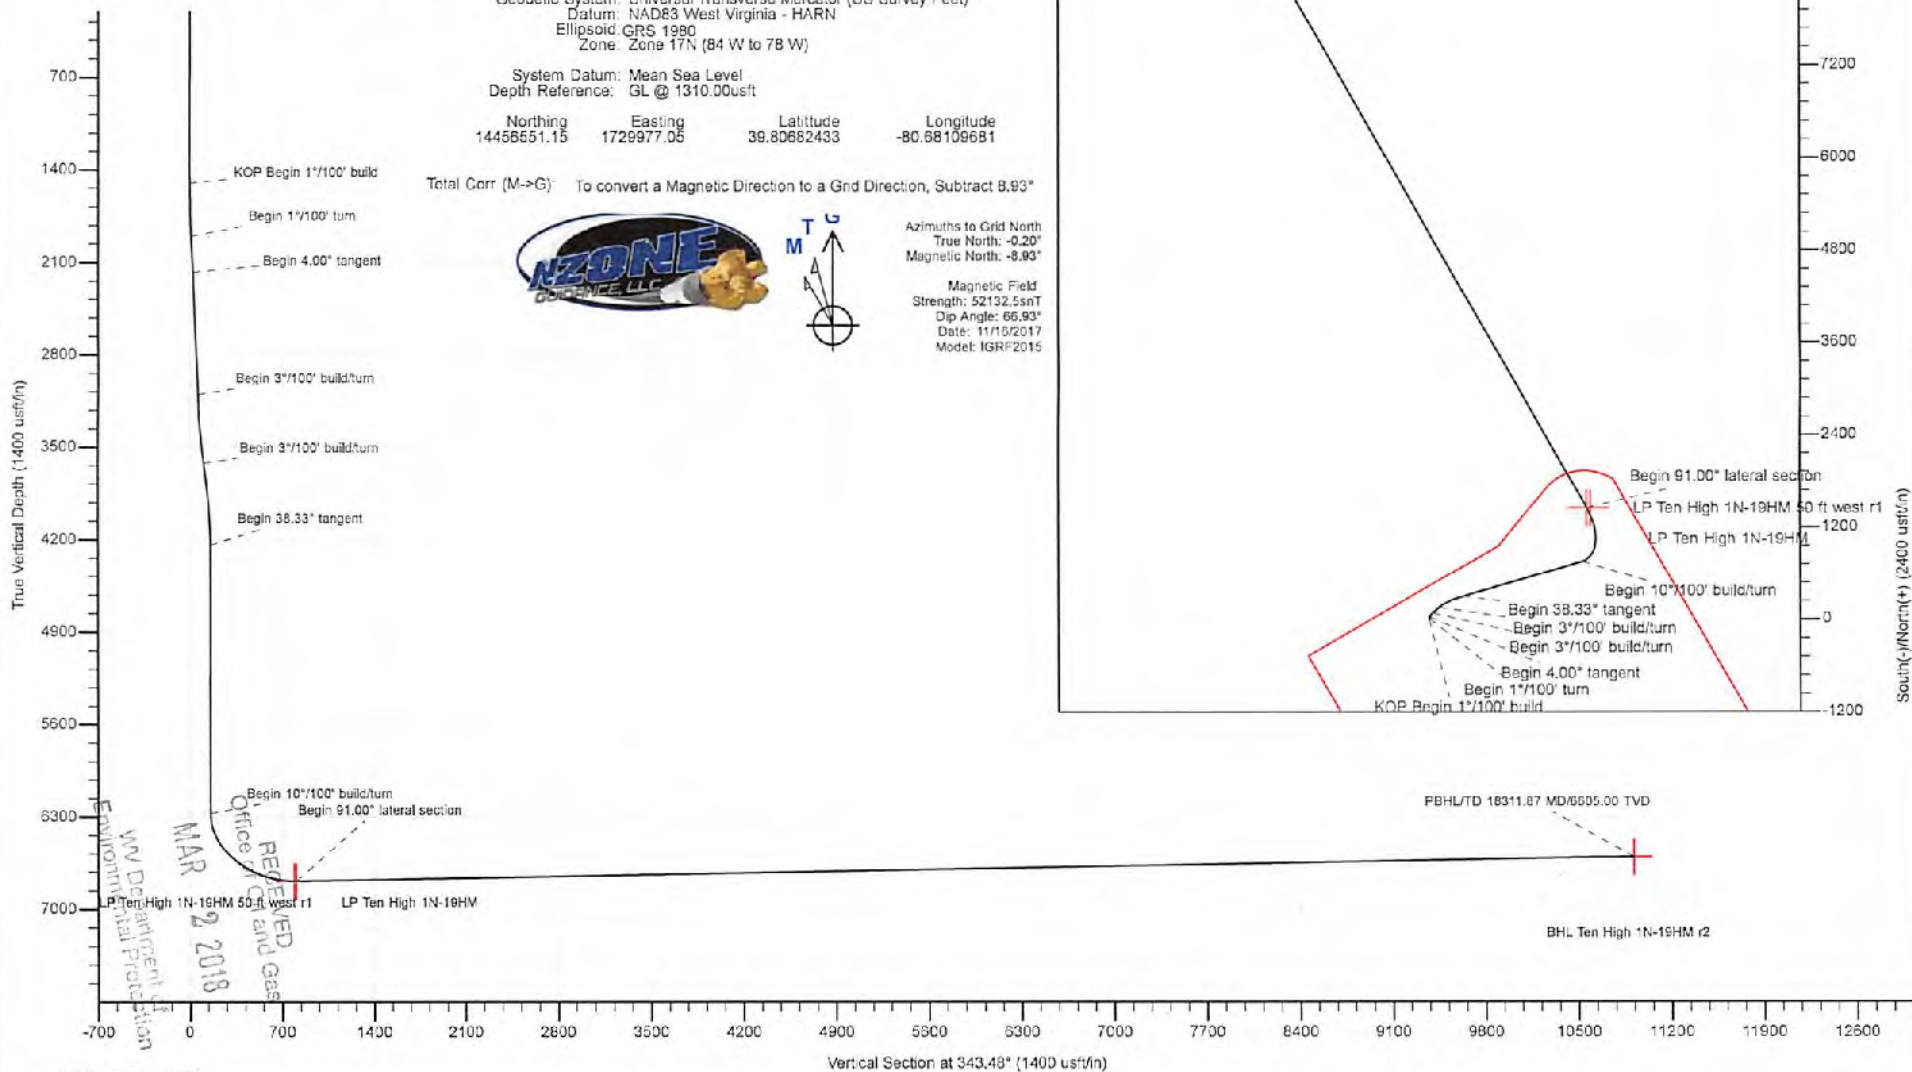 Datum: NAD83 West Virginia - HARN
Ellipsoid: GRS 1980
Zone: Zone 17N (84 W to 78 W)
System Datum: Mean Sea Level
Depth Reference: GL @ 1310.00usft
Northing Easting Latittude Longitude
14456551.15 1729977.05 39.80682433 -80.68109681
Total Corr (M->G): To convert a Magnetic Direction to a Grid Direction, Subtract 8.93°
NZONE
GUIDANCE, LLC
T G
M
Azimuths to Grid North
True North: -0.20°
Magnetic North: -8.93°
Magnetic Field
Strength: 52132.5snT
Dip Angle: 66.93°
Date: 11/16/2017
Model: IGRF2015
True Vertical Depth (1400 usft/in)
700
1400
2100
2800
3500
4200
4900
5600
6300
7000
KOP Begin 1°/100' build
Begin 1°/100' turn
Begin 4.00° tangent
Begin 3°/100' build/turn
Begin 3°/100' build/turn
Begin 38.33° tangent
Begin 10°/100' build/turn
Begin 91.00° lateral section
LP Ten High 1N-19HM 50 ft west r1
LP Ten High 1N-19HM
PBHL/TD 18311.87 MD/6605.00 TVD
BHL Ten High 1N-19HM r2
RECEIVED
Office of Oil and Gas
MAR 2 2018
WV Department of
Environmental Protection
-700 0 700 1400 2100 2800 3500 4200 4900 5600 6300 7000 7700 8400 9100 9800 10500 11200 11900 12600
Vertical Section at 343.48° (1400 usft/in)
7200
6000
4800
3600
2400
1200
0
-1200
South(-)/North(+) (2400 usft/in)
Begin 91.00° lateral section
LP Ten High 1N-19HM 50 ft west r1
LP Ten High 1N-19HM
Begin 10°/100' build/turn
Begin 38.33° tangent
Begin 3°/100' build/turn
Begin 3°/100' build/turn
Begin 4.00° tangent
Begin 1°/100' turn
KOP Begin 1°/100' build